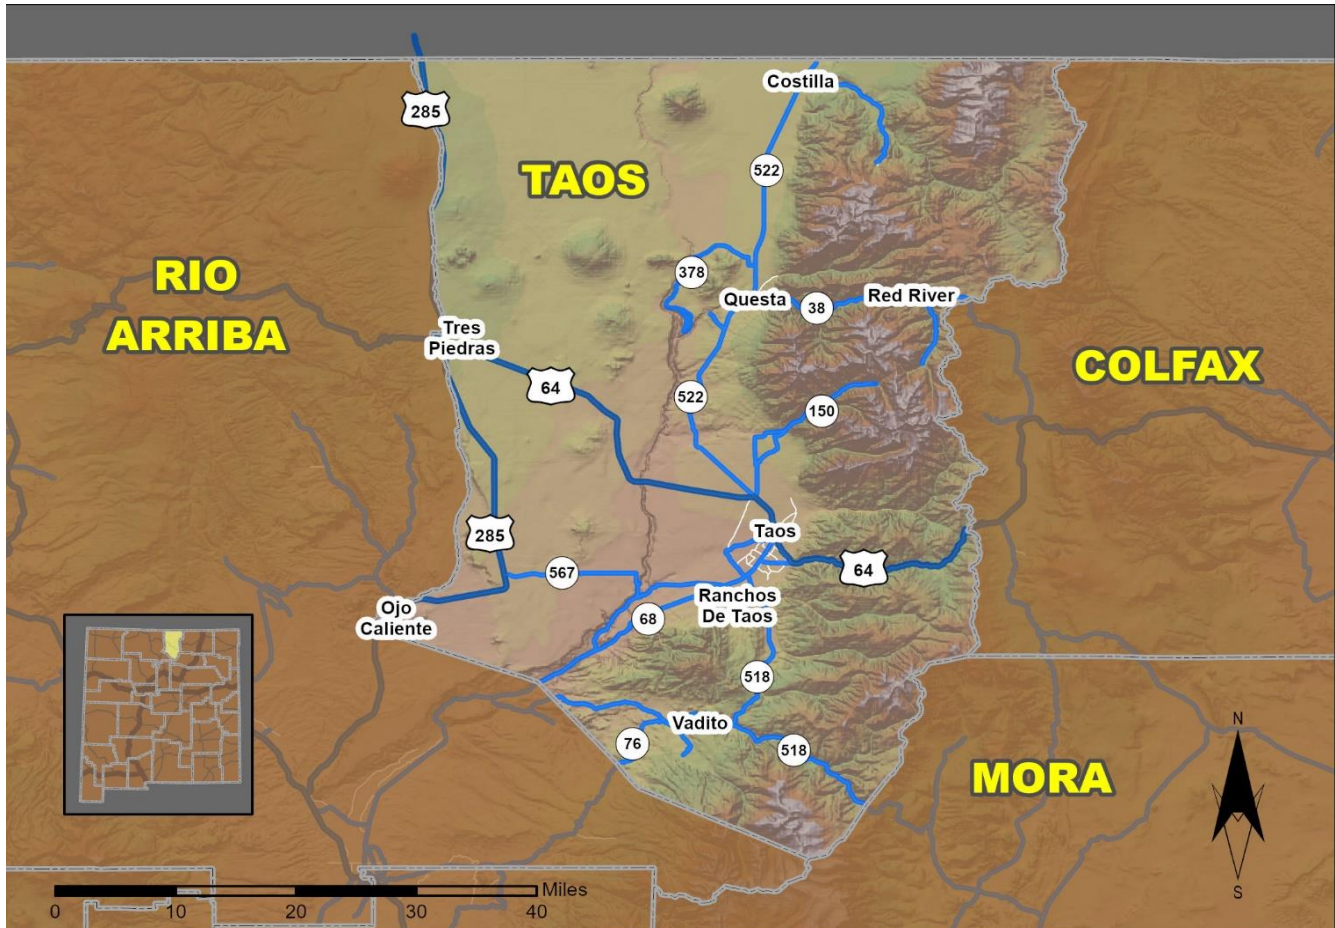 Costilla
285
522
TAOS
RIO
ARRIBA
378
Questa
38
Red River
Tres
Piedras
64
COLFAX
522
150
Taos
285
567
64
Ojo
Caliente
Ranchos
De Taos
68
518
Vadito
76
518
MORA
N
S
Miles
0
10
20
30
40